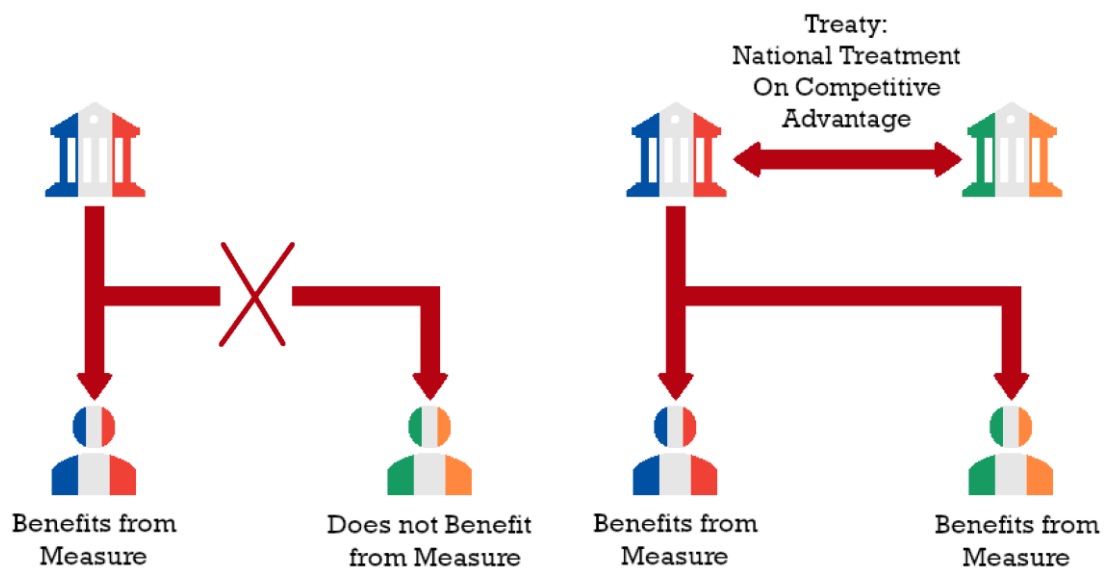 Treaty:
National Treatment
On Competitive
Advantage
Benefits from
Measure
Does not Benefit
from Measure
Benefits from
Measure
Benefits from
Measure